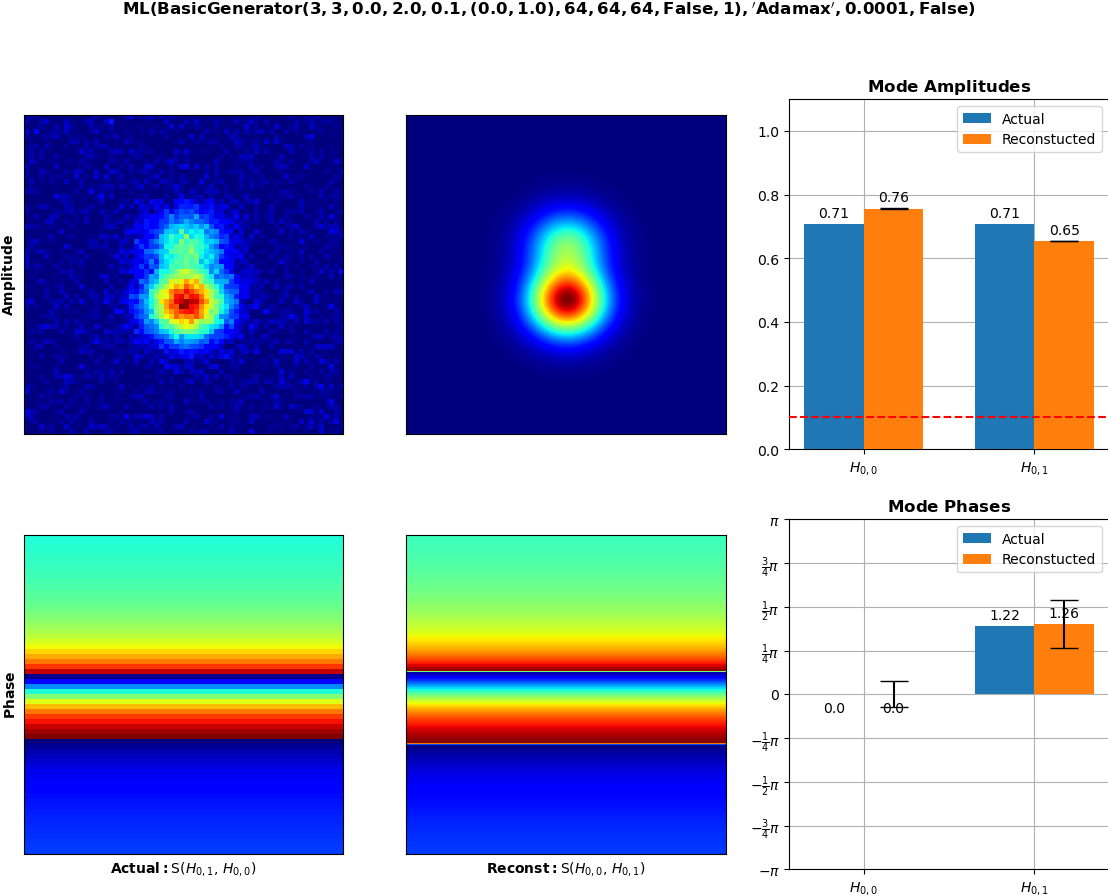 ML(BasicGenerator(3, 3, 0.0, 2.0, 0.1, (0.0, 1.0), 64, 64, 64, False, 1), ′Adamax′, 0.0001, False)
Amplitude
Mode Amplitudes
Actual
Reconstucted
1.0
0.8
0.6
0.4
0.2
0.0
0.71
0.76
0.71
0.65
H0, 0
H0, 1
Phase
Actual: S(H0, 1, H0, 0)
Reconst: S(H0, 0, H0, 1)
Mode Phases
Actual
Reconstucted
π
3/4π
1/2π
1/4π
0
−1/4π
−1/2π
−3/4π
−π
0.0
0.0
1.22
1.26
H0, 0
H0, 1